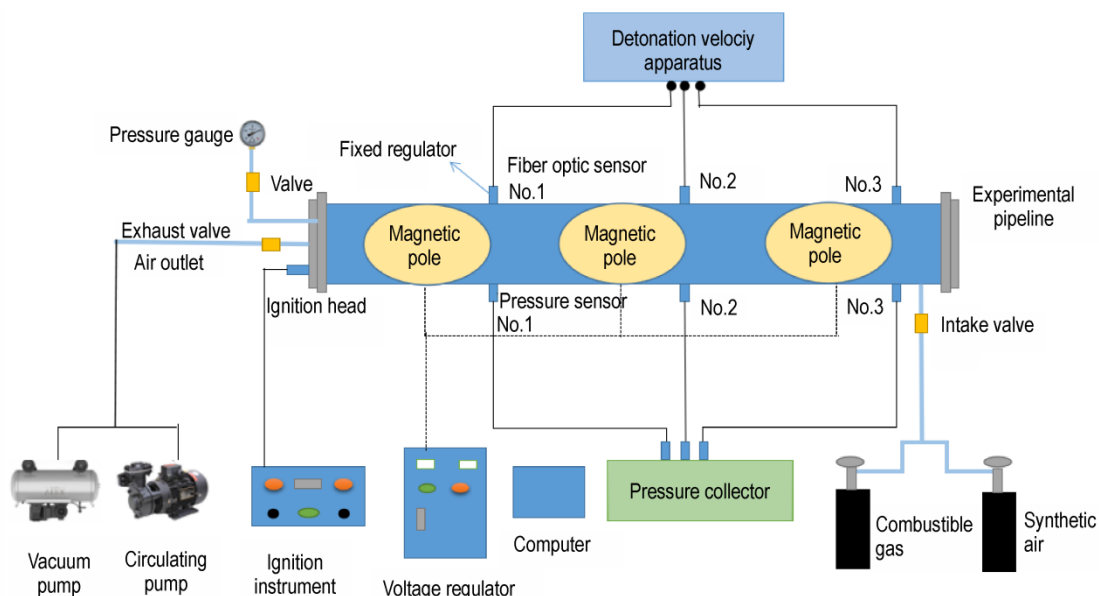 Detonation velociy
apparatus
Pressure gauge
Fixed regulator
Fiber optic sensor
No.1
No.2
No.3
Valve
Experimental
pipeline
Exhaust valve
Air outlet
Magnetic
pole
Magnetic
pole
Magnetic
pole
Ignition head
Pressure sensor
No.1
No.2
No.3
Intake valve
Pressure collector
Combustible
gas
Synthetic
air
Vacuum
pump
Circulating
pump
Ignition
instrument
Voltage regulator
Computer